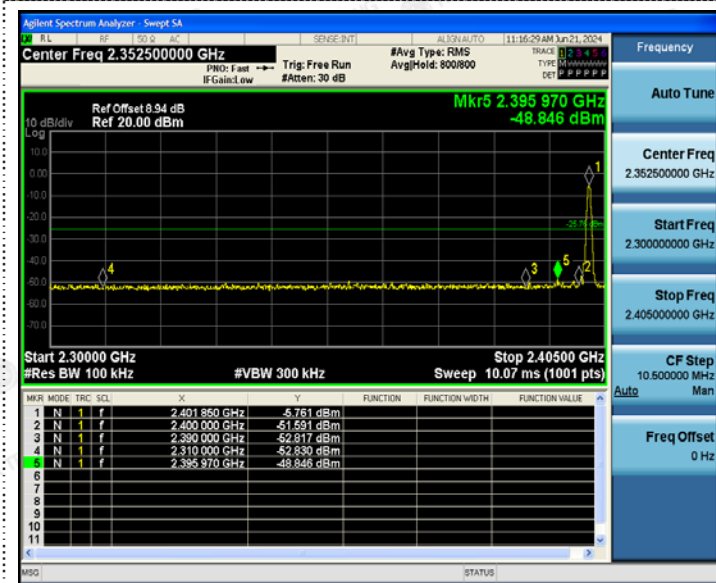 Agilent Spectrum Analyzer - Swept SA
RL RF 50 Ω AC SENSE:INT ALIGNAUTO 11:16:29 AM Jun 21, 2024
Center Freq 2.352500000 GHz
PNO: Fast
IFGain:Low
Trig: Free Run
#Atten: 30 dB
#Avg Type: RMS
Avg|Hold: 800/800
TRACE 1 2 3 4 5 6
TYPE M WWWWW
DET P P P P P P
Ref Offset 8.94 dB
10 dB/div Ref 20.00 dBm
Log
Mkr5 2.395 970 GHz
-48.846 dBm
10.0
0.00
-10.0
-20.0
-30.0
-40.0
-50.0
-60.0
-70.0
-25.76 dBm
1
4
3
5
2
Start 2.30000 GHz Stop 2.40500 GHz
#Res BW 100 kHz #VBW 300 kHz Sweep 10.07 ms (1001 pts)
MKR MODE TRC SCL X Y FUNCTION FUNCTION WIDTH FUNCTION VALUE
1 N 1 f 2.401 850 GHz -5.761 dBm
2 N 1 f 2.400 000 GHz -51.591 dBm
3 N 1 f 2.390 000 GHz -52.817 dBm
4 N 1 f 2.310 000 GHz -52.830 dBm
5 N 1 f 2.395 970 GHz -48.846 dBm
6
7
8
9
10
11
MSG STATUS
Frequency
Auto Tune
Center Freq
2.352500000 GHz
Start Freq
2.300000000 GHz
Stop Freq
2.405000000 GHz
CF Step
10.500000 MHz
Auto Man
Freq Offset
0 Hz